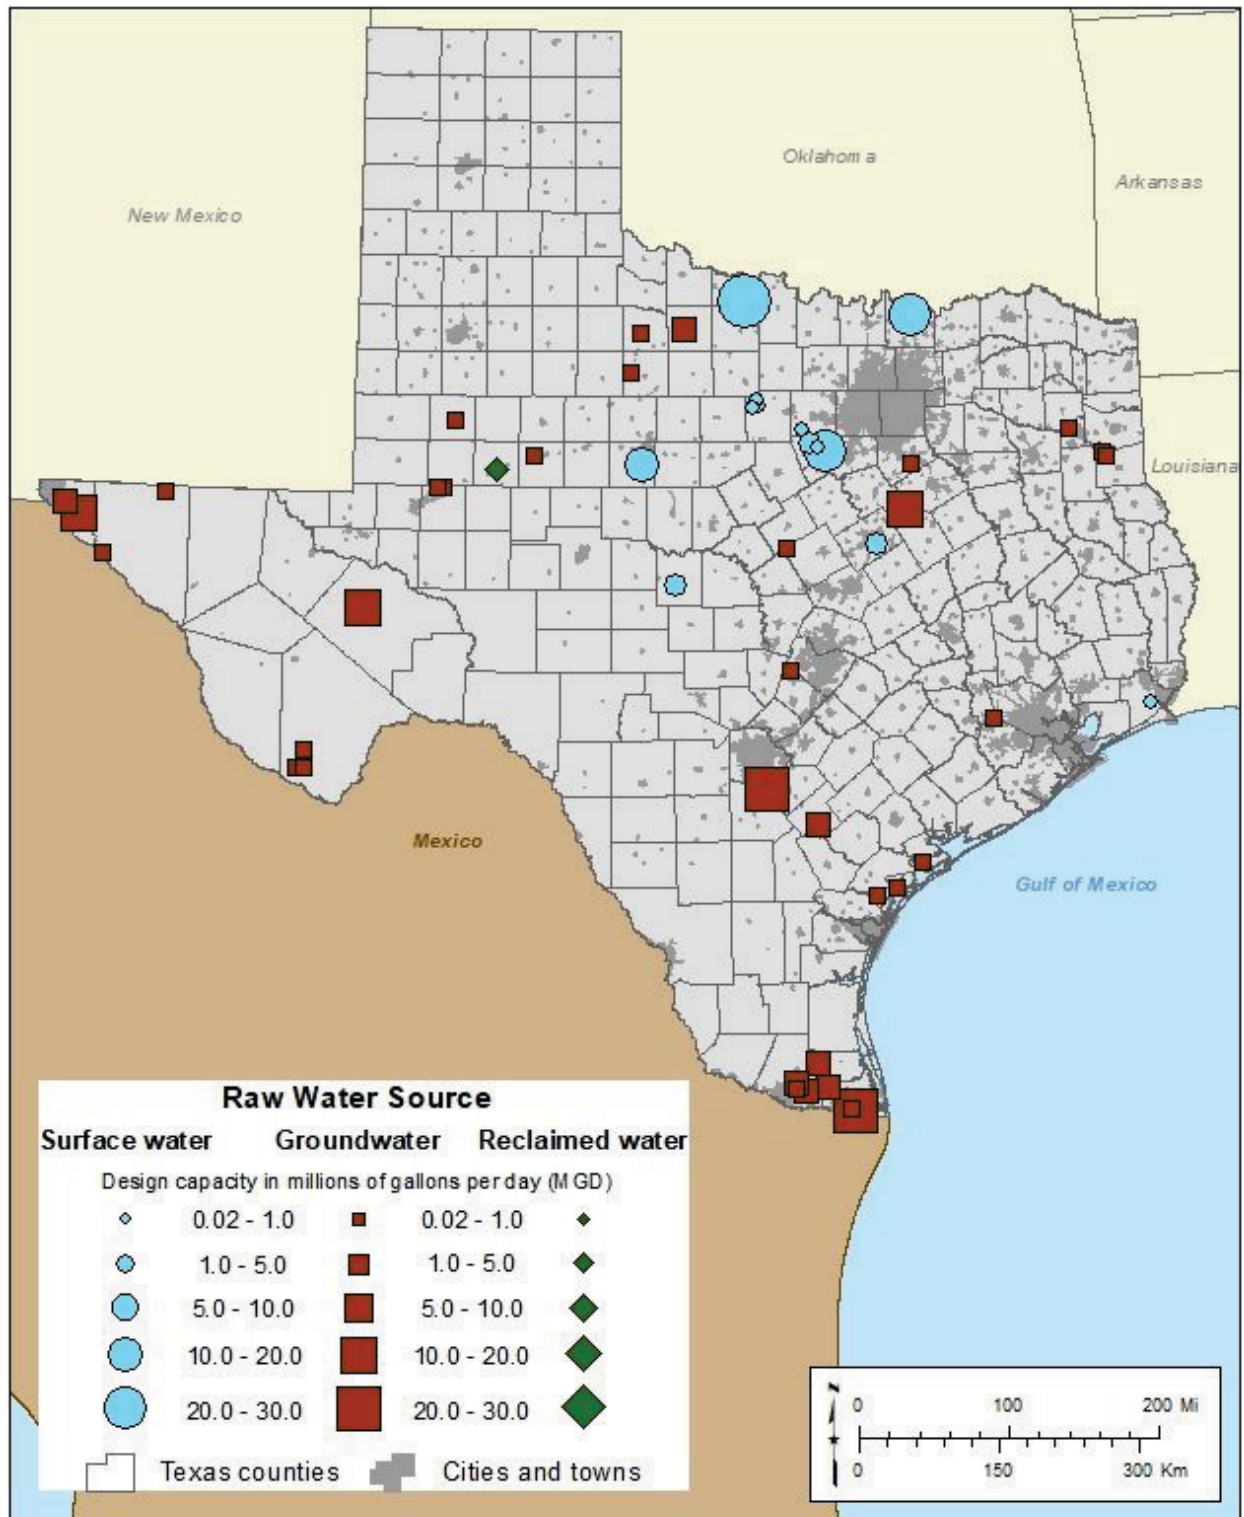 Oklahoma
Arkansas
New Mexico
Louisiana
Mexico
Gulf of Mexico
Raw Water Source
Surface water Groundwater Reclaimed water
Design capacity in millions of gallons per day (MGD)
0.02 - 1.0 0.02 - 1.0
1.0 - 5.0 1.0 - 5.0
5.0 - 10.0 5.0 - 10.0
10.0 - 20.0 10.0 - 20.0
20.0 - 30.0 20.0 - 30.0
Texas counties Cities and towns
0 100 200 Mi
0 150 300 Km